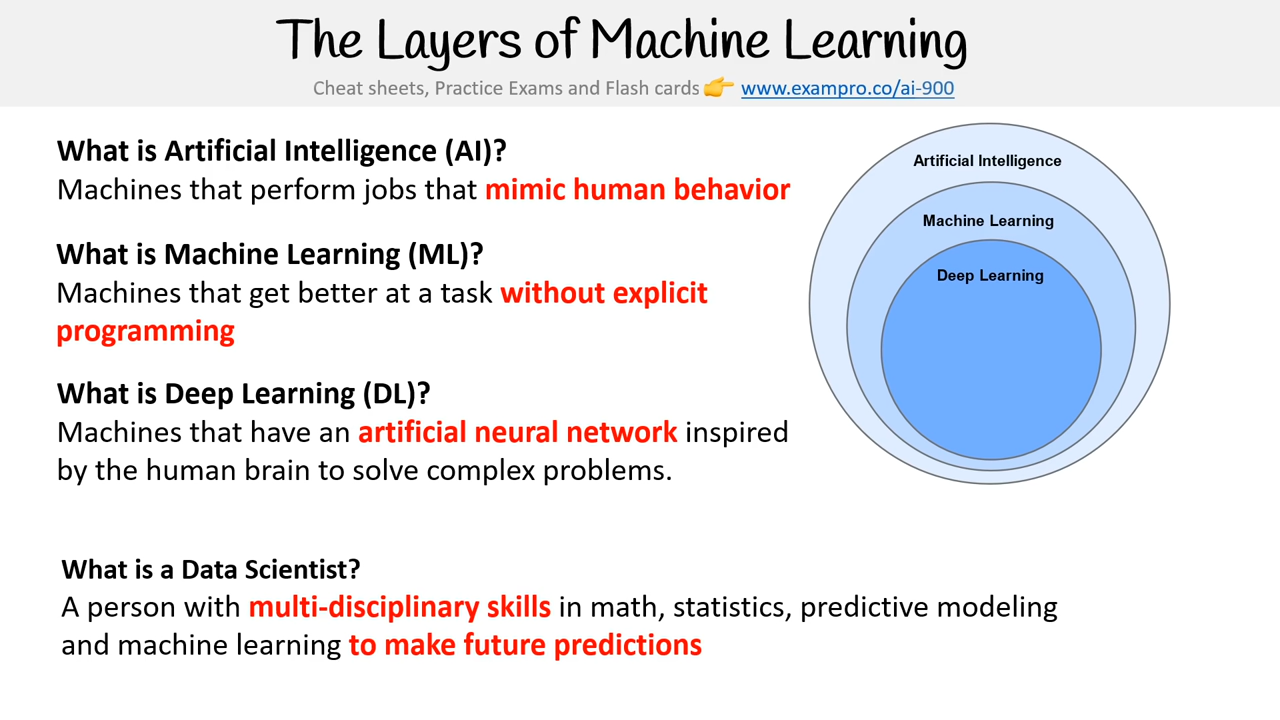 The Layers of Machine Learning
Cheat sheets, Practice Exams and Flash cards 👉 www.exampro.co/ai-900
What is Artificial Intelligence (AI)?
Machines that perform jobs that mimic human behavior
What is Machine Learning (ML)?
Machines that get better at a task without explicit
programming
What is Deep Learning (DL)?
Machines that have an artificial neural network inspired
by the human brain to solve complex problems.
Artificial Intelligence
Machine Learning
Deep Learning
What is a Data Scientist?
A person with multi-disciplinary skills in math, statistics, predictive modeling
and machine learning to make future predictions